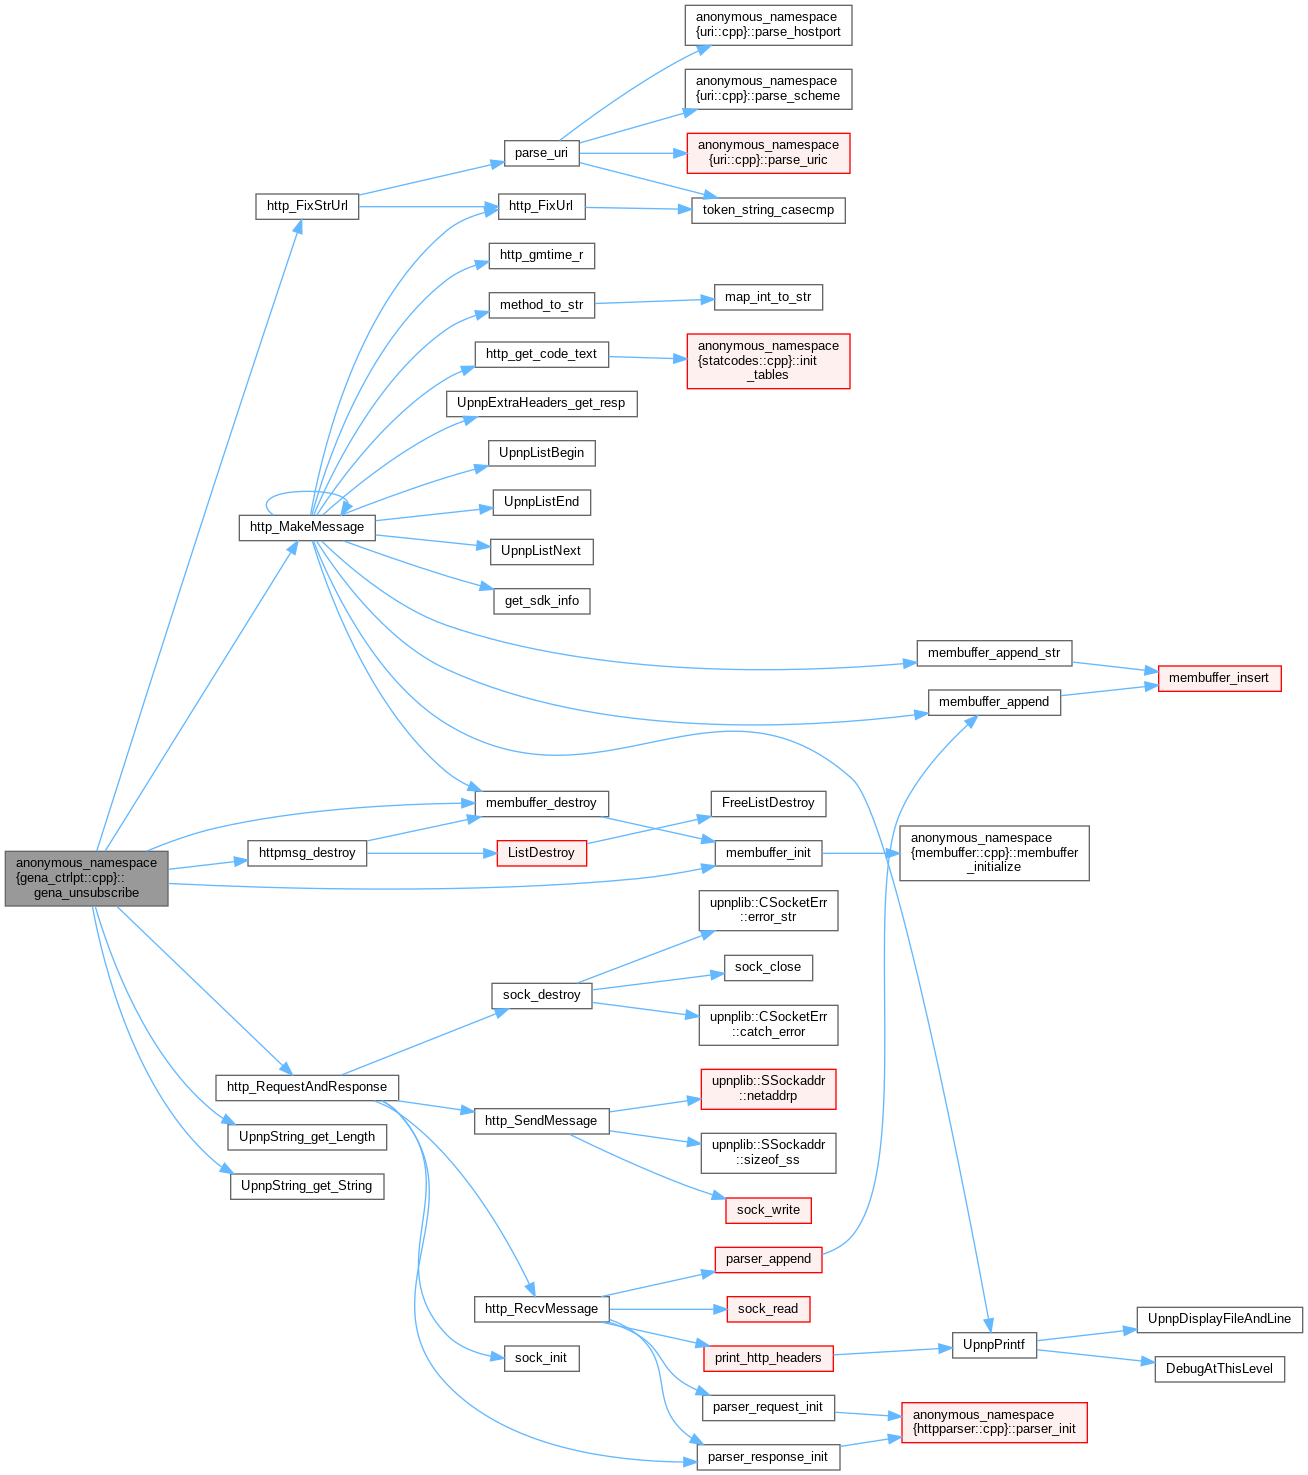 anonymous_namespace
{uri::cpp}::parse_hostport
anonymous_namespace
{uri::cpp}::parse_scheme
anonymous_namespace
{uri::cpp}::parse_uric
parse_uri
token_string_casecmp
http_FixStrUrl
http_FixUrl
http_gmtime_r
method_to_str
map_int_to_str
http_get_code_text
anonymous_namespace
{statcodes::cpp}::init
_tables
UpnpExtraHeaders_get_resp
UpnpListBegin
UpnpListEnd
http_MakeMessage
UpnpListNext
get_sdk_info
membuffer_append_str
membuffer_insert
membuffer_append
membuffer_destroy
FreeListDestroy
httpmsg_destroy
ListDestroy
membuffer_init
anonymous_namespace
{membuffer::cpp}::membuffer
_initialize
anonymous_namespace
{gena_ctrlpt::cpp}::
gena_unsubscribe
upnplib::CSocketErr
::error_str
sock_close
sock_destroy
upnplib::CSocketErr
::catch_error
http_RequestAndResponse
upnplib::SSockaddr
::netaddrp
http_SendMessage
UpnpString_get_Length
upnplib::SSockaddr
::sizeof_ss
UpnpString_get_String
sock_write
parser_append
http_RecvMessage
sock_read
UpnpDisplayFileAndLine
sock_init
print_http_headers
UpnpPrintf
DebugAtThisLevel
parser_request_init
anonymous_namespace
{httpparser::cpp}::parser_init
parser_response_init